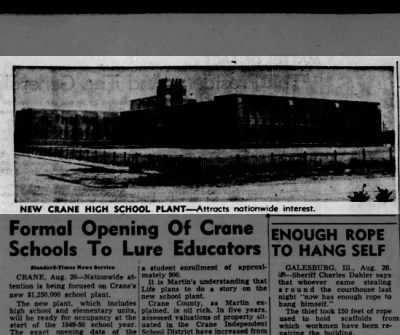 NEW CRANE HIGH SCHOOL PLANT—Attracts nationwide interest.
Formal Opening Of Crane
Schools To Lure Educators
Standard-Times News Service
CRANE, Aug. 20—Nationwide at-
tention is being focused on Crane's
new $1,250,000 school plant.
The new plant, which includes
high school and elementary units,
will be ready for occupancy at the
start of the 1949-50 school year.
The exact opening date of the
a student enrollment of approxi-
mately 900.
It is Martin's understanding that
Life plans to do a story on the
new school plant.
Crane County, as Martin ex-
plained, is oil rich. In five years,
assessed valuations of property sit-
uated in the Crane Independent
School District have increased from
ENOUGH ROPE
TO HANG SELF
GALESBURG, Ill., Aug. 20.
—Sheriff Charles Dahler says
that whoever came stealing
around the courthouse last
night "now has enough rope to
hang himself."
The thief took 150 feet of rope
used to hold scaffolds from
which workmen have been re-
pairing the building.